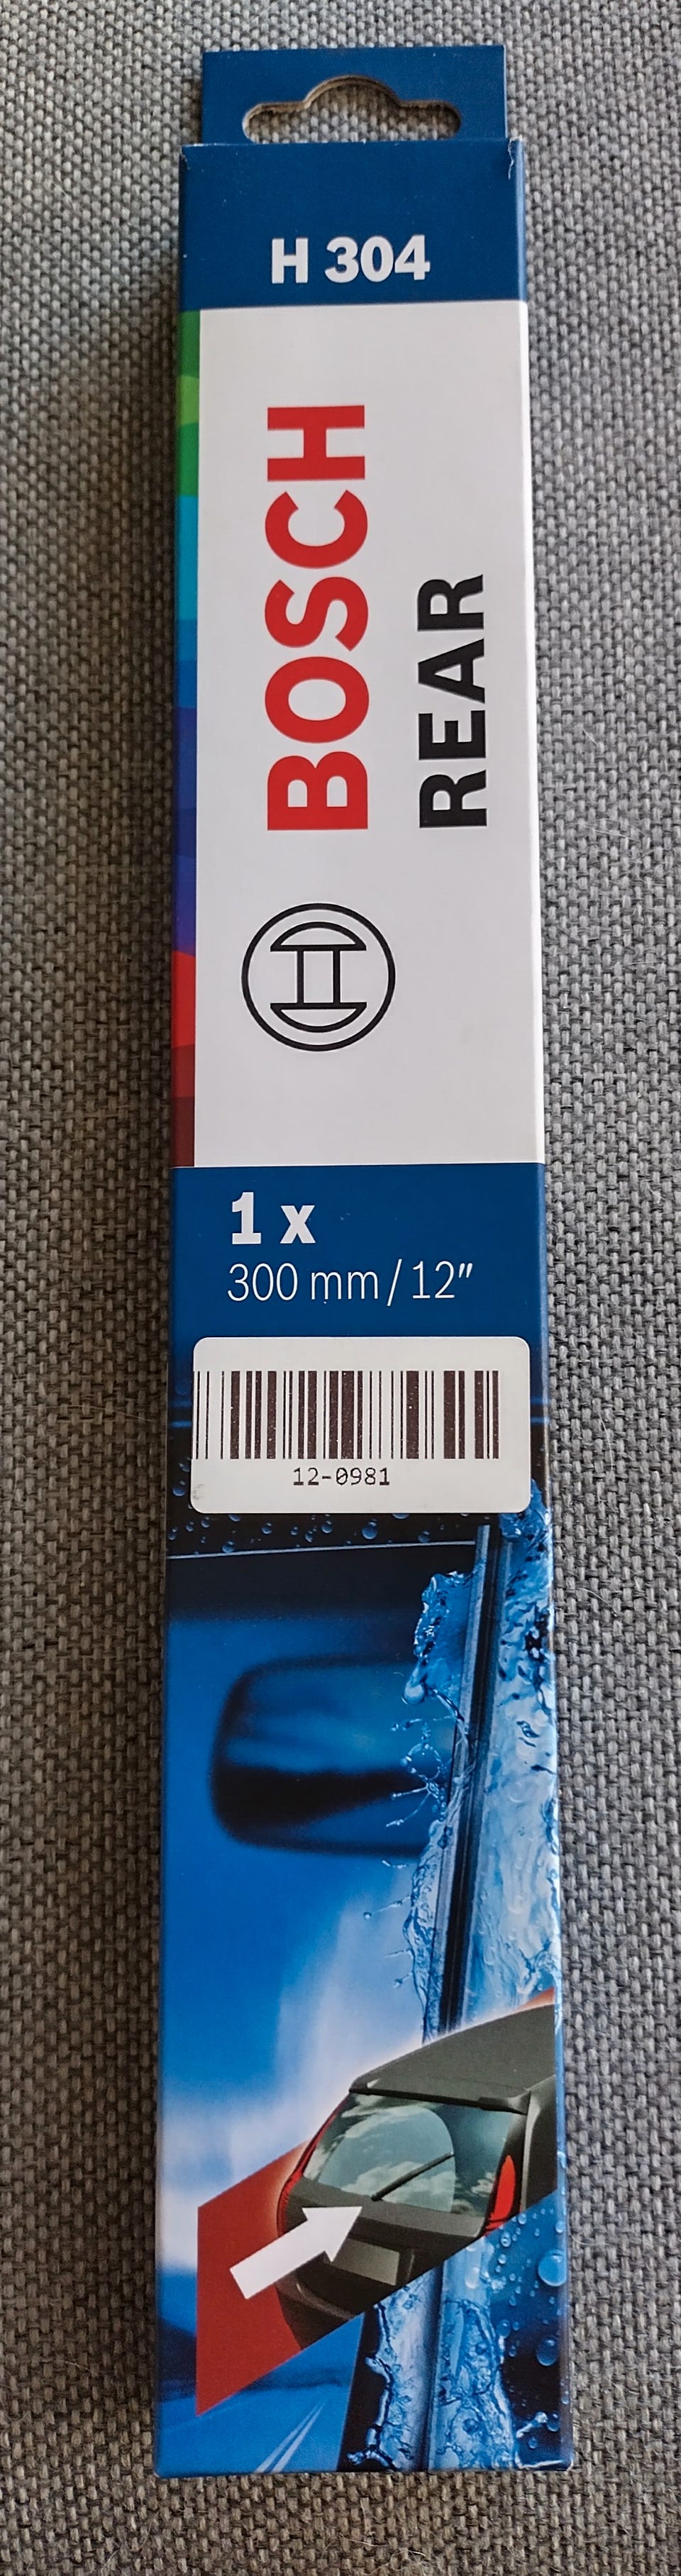 H 304
BOSCH
REAR
1 x
300 mm / 12"
12-0981